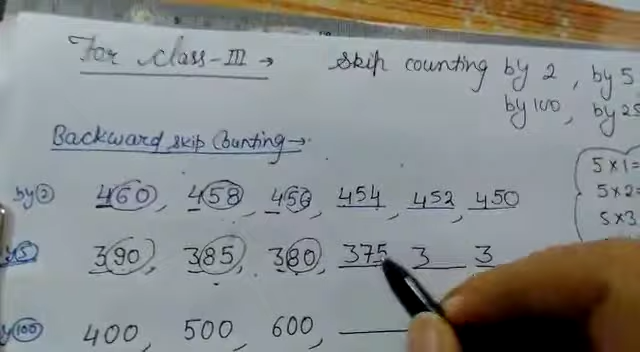 For Class-III → Skip counting by 2, by 5
by 100, by 25
Backward skip Counting →
by 2 460, 458, 456, 454, 452, 450
y 5 390, 385, 380, 375 3__ 3
y 100 400, 500, 600, ___
5×1=
5×2=
5×3